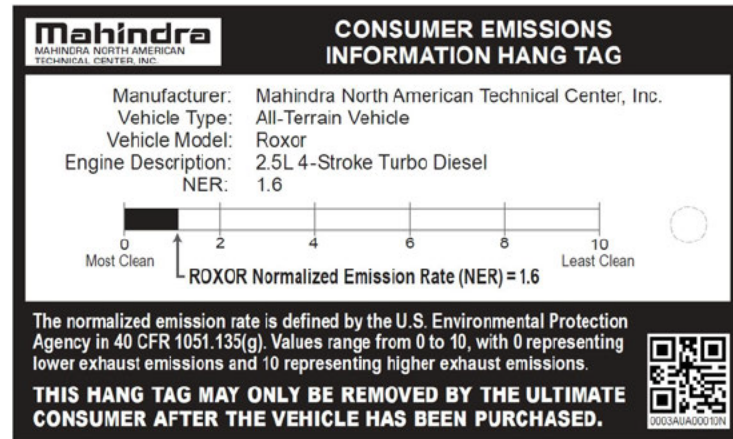 Mahindra
MAHINDRA NORTH AMERICAN
TECHNICAL CENTER, INC.
CONSUMER EMISSIONS
INFORMATION HANG TAG
Manufacturer: Mahindra North American Technical Center, Inc.
Vehicle Type: All-Terrain Vehicle
Vehicle Model: Roxor
Engine Description: 2.5L 4-Stroke Turbo Diesel
NER: 1.6
0 2 4 6 8 10
Most Clean Least Clean
ROXOR Normalized Emission Rate (NER) = 1.6
The normalized emission rate is defined by the U.S. Environmental Protection
Agency in 40 CFR 1051.135(g). Values range from 0 to 10, with 0 representing
lower exhaust emissions and 10 representing higher exhaust emissions.
THIS HANG TAG MAY ONLY BE REMOVED BY THE ULTIMATE
CONSUMER AFTER THE VEHICLE HAS BEEN PURCHASED.
0003AUA00010N